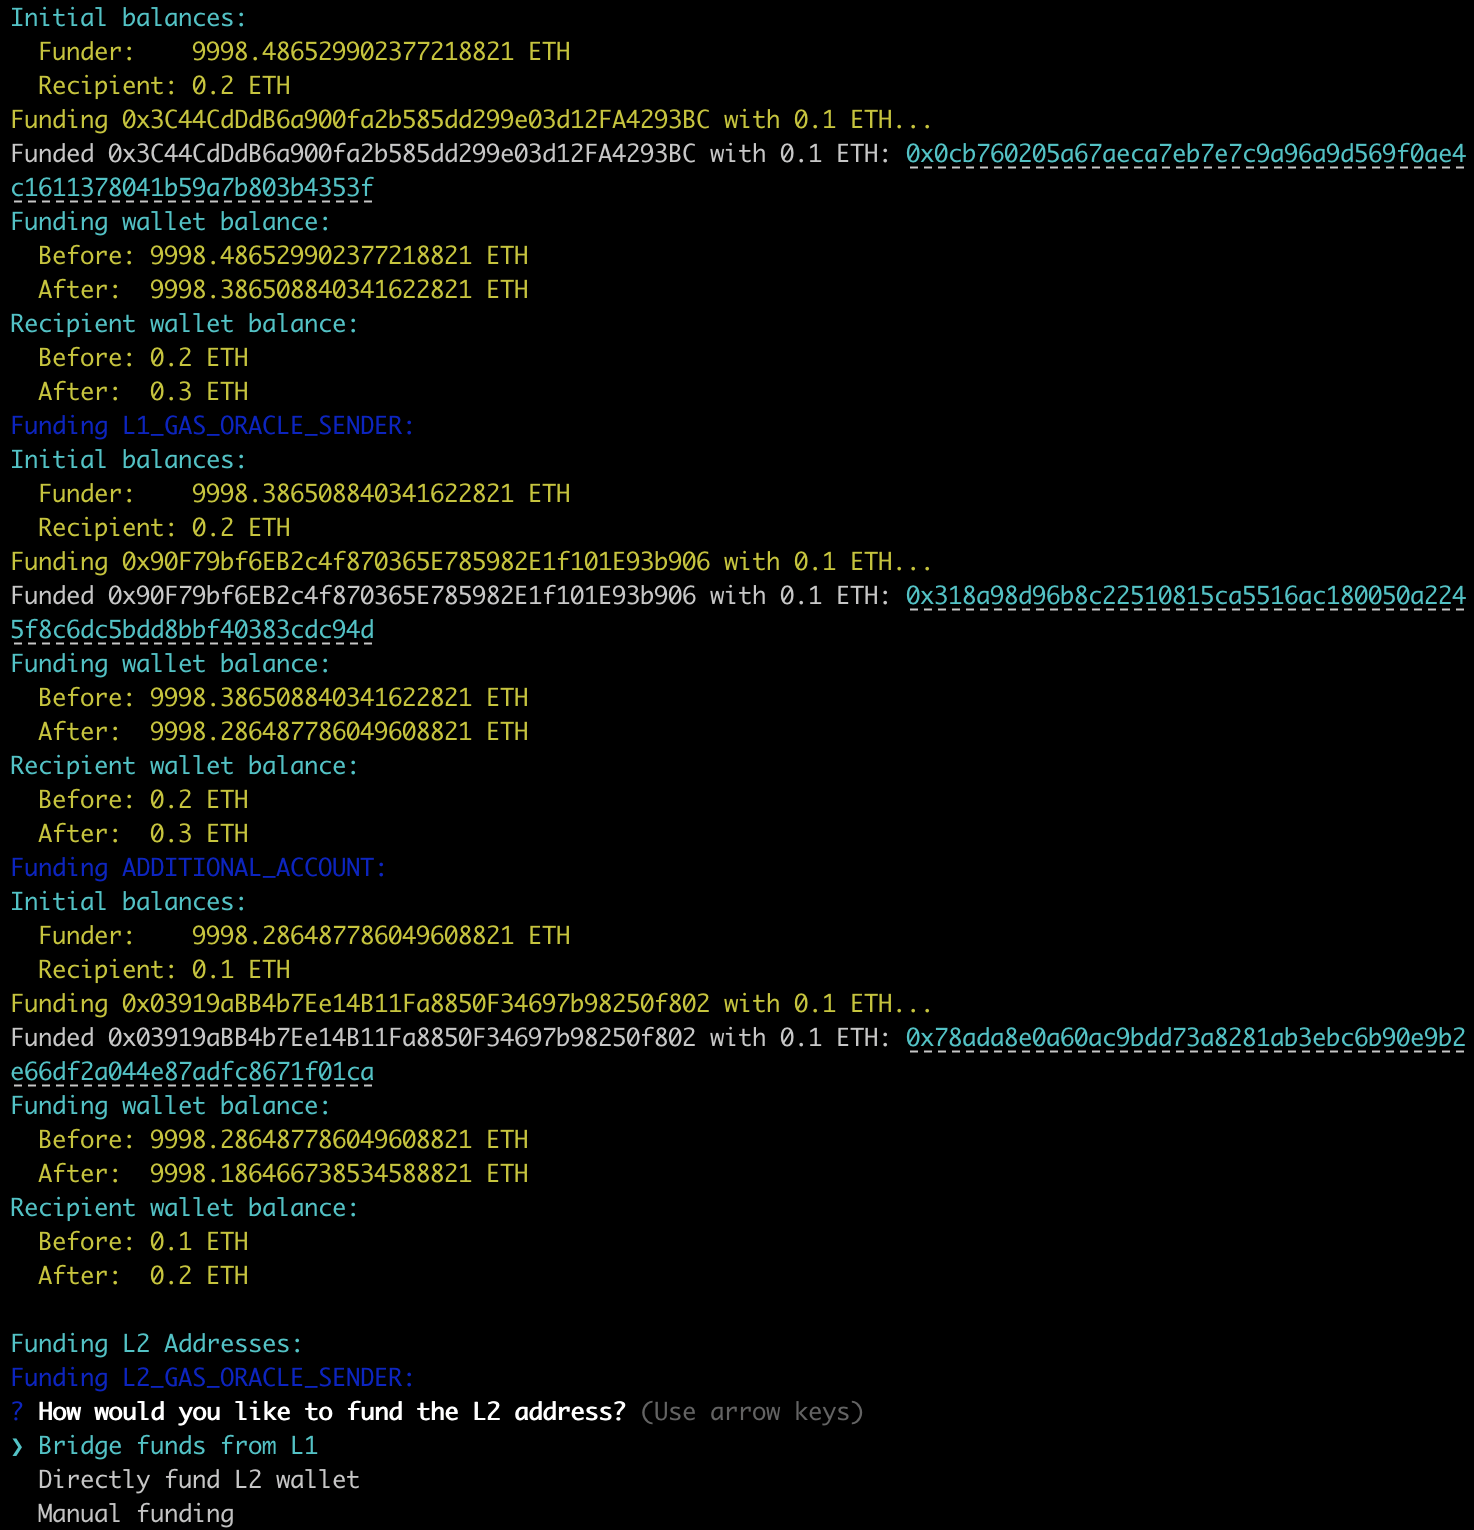 Initial balances:
  Funder:    9998.486529902377218821 ETH
  Recipient: 0.2 ETH
Funding 0x3C44CdDdB6a900fa2b585dd299e03d12FA4293BC with 0.1 ETH...
Funded 0x3C44CdDdB6a900fa2b585dd299e03d12FA4293BC with 0.1 ETH: 0x0cb760205a67aeca7eb7e7c9a96a9d569f0ae4
c1611378041b59a7b803b4353f
Funding wallet balance:
  Before: 9998.486529902377218821 ETH
  After:  9998.386508840341622821 ETH
Recipient wallet balance:
  Before: 0.2 ETH
  After:  0.3 ETH
Funding L1_GAS_ORACLE_SENDER:
Initial balances:
  Funder:    9998.386508840341622821 ETH
  Recipient: 0.2 ETH
Funding 0x90F79bf6EB2c4f870365E785982E1f101E93b906 with 0.1 ETH...
Funded 0x90F79bf6EB2c4f870365E785982E1f101E93b906 with 0.1 ETH: 0x318a98d96b8c22510815ca5516ac180050a224
5f8c6dc5bdd8bbf40383cdc94d
Funding wallet balance:
  Before: 9998.386508840341622821 ETH
  After:  9998.286487786049608821 ETH
Recipient wallet balance:
  Before: 0.2 ETH
  After:  0.3 ETH
Funding ADDITIONAL_ACCOUNT:
Initial balances:
  Funder:    9998.286487786049608821 ETH
  Recipient: 0.1 ETH
Funding 0x03919aBB4b7Ee14B11Fa8850F34697b98250f802 with 0.1 ETH...
Funded 0x03919aBB4b7Ee14B11Fa8850F34697b98250f802 with 0.1 ETH: 0x78ada8e0a60ac9bdd73a8281ab3ebc6b90e9b2
e66df2a044e87adfc8671f01ca
Funding wallet balance:
  Before: 9998.286487786049608821 ETH
  After:  9998.186466738534588821 ETH
Recipient wallet balance:
  Before: 0.1 ETH
  After:  0.2 ETH

Funding L2 Addresses:
Funding L2_GAS_ORACLE_SENDER:
? How would you like to fund the L2 address? (Use arrow keys)
❯ Bridge funds from L1
  Directly fund L2 wallet
  Manual funding